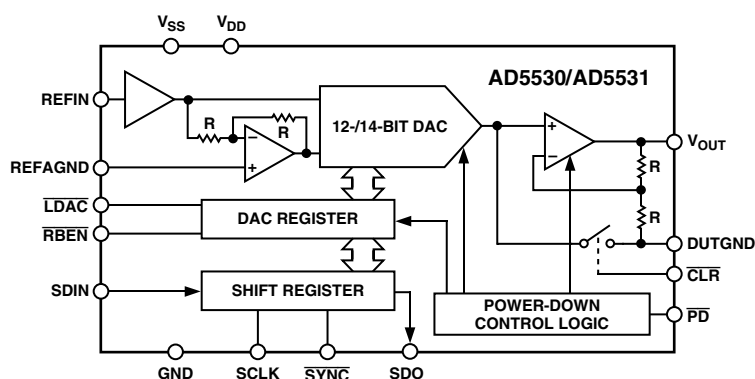 VSS VDD
AD5530/AD5531
REFIN
R
R
12-/14-BIT DAC
REFAGND
VOUT
R
R
LDAC
DAC REGISTER
RBEN
DUTGND
CLR
SDIN
SHIFT REGISTER
POWER-DOWN
CONTROL LOGIC
PD
GND SCLK SYNC SDO